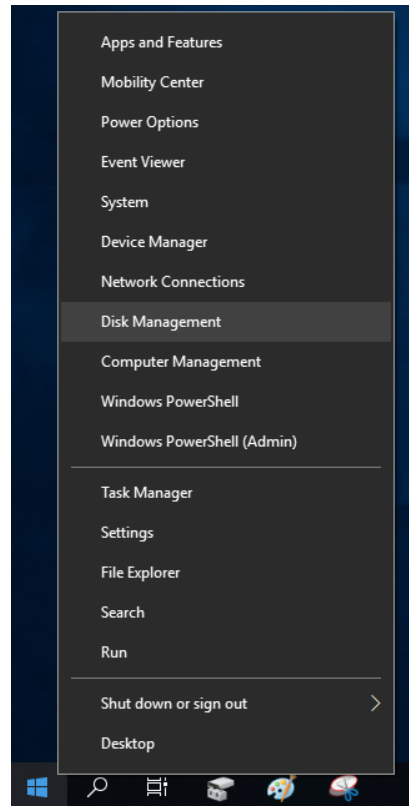 Apps and Features
Mobility Center
Power Options
Event Viewer
System
Device Manager
Network Connections
Disk Management
Computer Management
Windows PowerShell
Windows PowerShell (Admin)
Task Manager
Settings
File Explorer
Search
Run
Shut down or sign out
Desktop